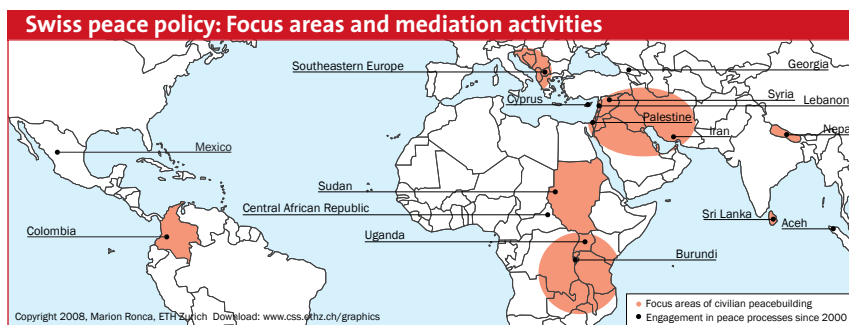 Swiss peace policy: Focus areas and mediation activities
Southeastern Europe
Georgia
Cyprus
Syria
Lebanon
Palestine
Iran
Nepa
Mexico
Sudan
Central African Republic
Sri Lanka
Aceh
Colombia
Uganda
Burundi
Focus areas of civilian peacebuilding
Engagement in peace processes since 2000
Copyright 2008, Marion Ronca, ETH Zurich Download: www.css.ethz.ch/graphics